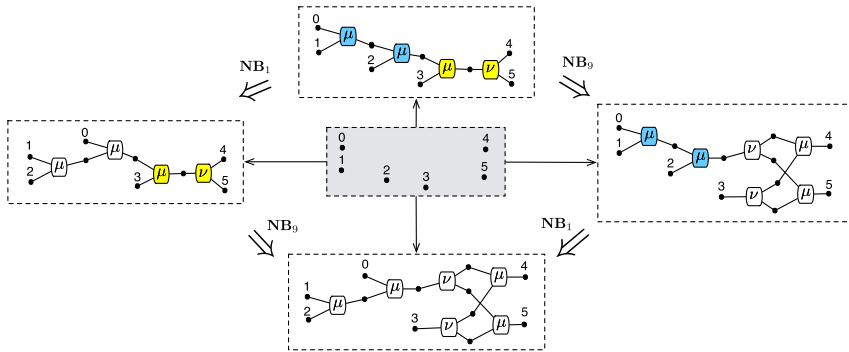 0
1 μ 2 μ 3 μ ν 4 5
NB₁ NB₉
1 2 μ 0 μ 3 μ ν 4 5
0 1 2 3 4 5
0 1 μ 2 μ ν μ 4 3 ν μ 5
NB₉ NB₁
1 2 μ 0 μ ν μ 4 3 ν μ 5